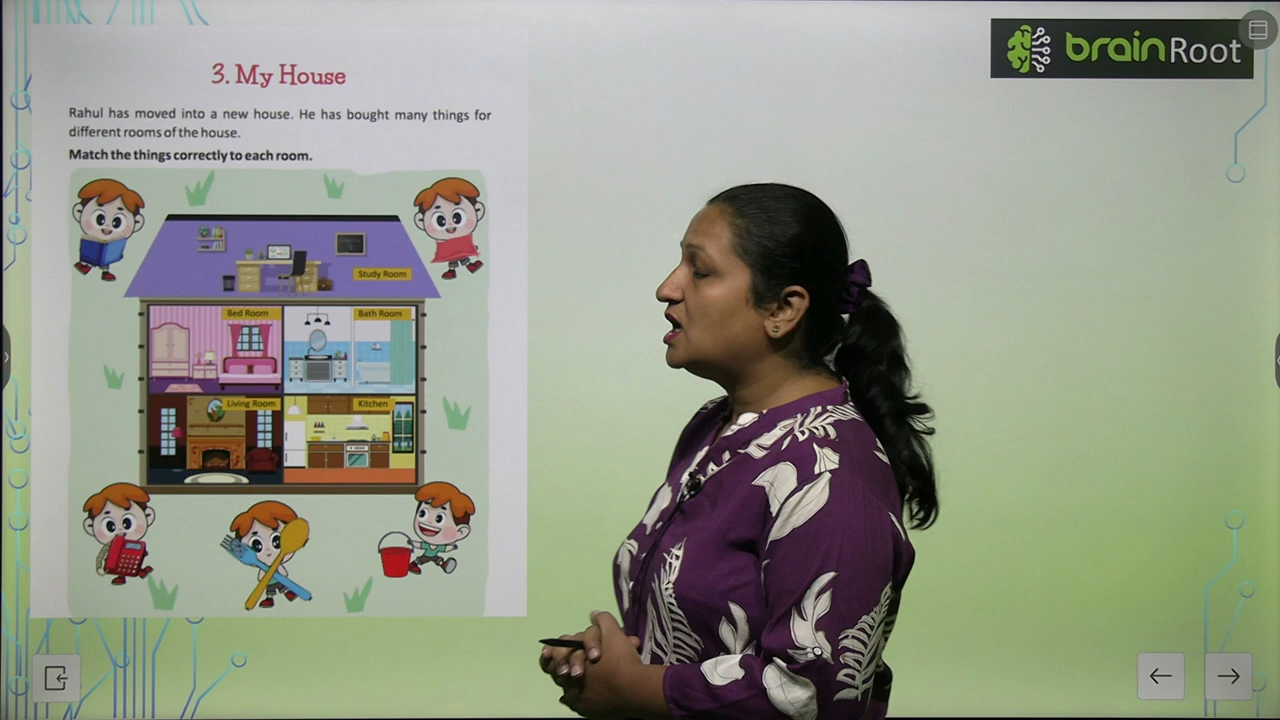 brainRoot
3. My House
Rahul has moved into a new house. He has bought many things for
different rooms of the house.
Match the things correctly to each room.
Study Room
Bed Room
Bath Room
Living Room
Kitchen